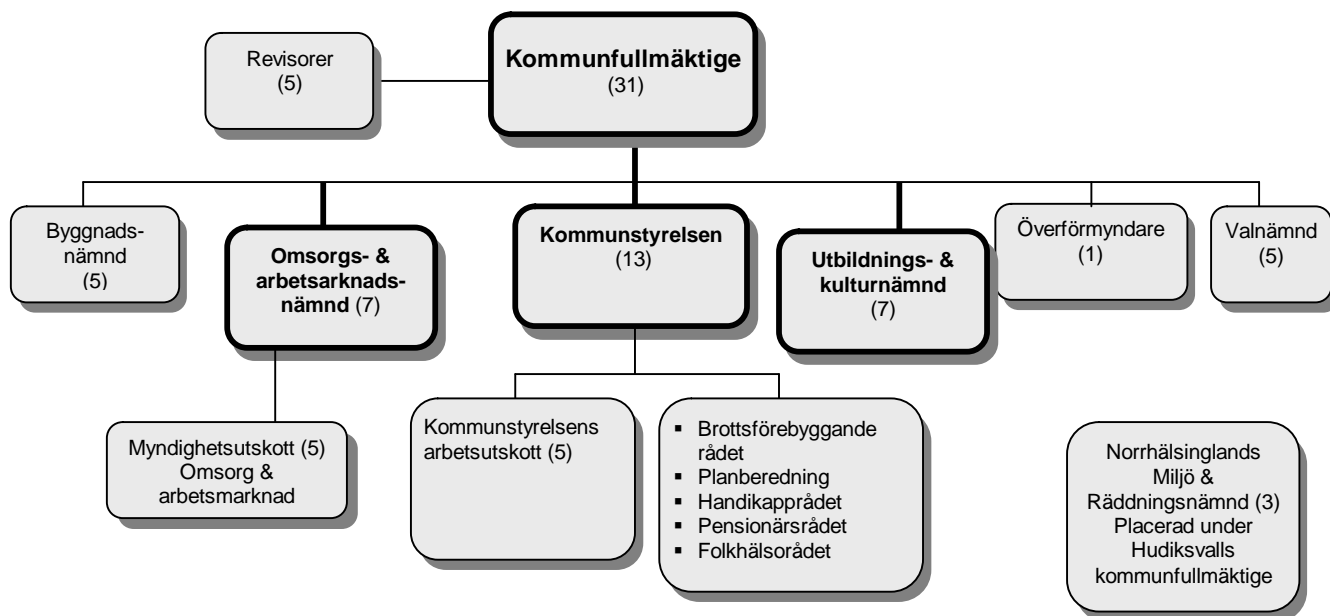 Revisorer
(5)
Kommunfullmäktige
(31)
Byggnads-
nämnd
(5)
Omsorgs- &
arbetsarknads-
nämnd (7)
Kommunstyrelsen
(13)
Utbildnings- &
kulturnämnd
(7)
Överförmyndare
(1)
Valnämnd
(5)
Myndighetsutskott (5)
Omsorg &
arbetsmarknad
Kommunstyrelsens
arbetsutskott (5)
▪ Brottsförebyggande
rådet
▪ Planberedning
▪ Handikapprådet
▪ Pensionärsrådet
▪ Folkhälsorådet
Norrhälsinglands
Miljö &
Räddningsnämnd (3)
Placerad under
Hudiksvalls
kommunfullmäktige